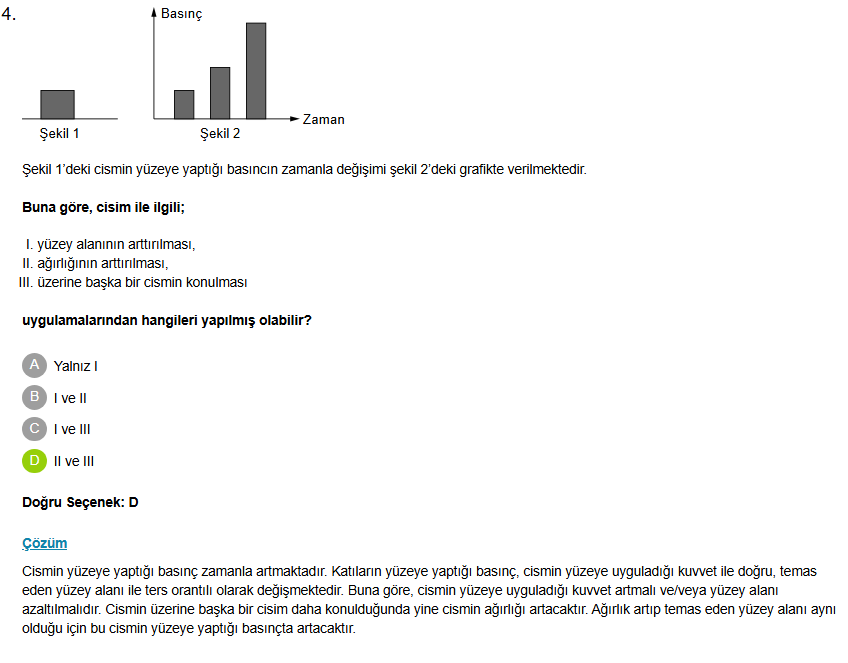 4.
Basınç
Zaman
Şekil 1
Şekil 2
Şekil 1'deki cismin yüzeye yaptığı basıncın zamanla değişimi şekil 2'deki grafikte verilmektedir.
Buna göre, cisim ile ilgili;
I. yüzey alanının arttırılması,
II. ağırlığının arttırılması,
III. üzerine başka bir cismin konulması
uygulamalarından hangileri yapılmış olabilir?
A Yalnız I
B I ve II
C I ve III
D II ve III
Doğru Seçenek: D
Çözüm
Cismin yüzeye yaptığı basınç zamanla artmaktadır. Katıların yüzeye yaptığı basınç, cismin yüzeye uyguladığı kuvvet ile doğru, temas
eden yüzey alanı ile ters orantılı olarak değişmektedir. Buna göre, cismin yüzeye uyguladığı kuvvet artmalı ve/veya yüzey alanı
azaltılmalıdır. Cismin üzerine başka bir cisim daha konulduğunda yine cismin ağırlığı artacaktır. Ağırlık artıp temas eden yüzey alanı aynı
olduğu için bu cismin yüzeye yaptığı basınçta artacaktır.